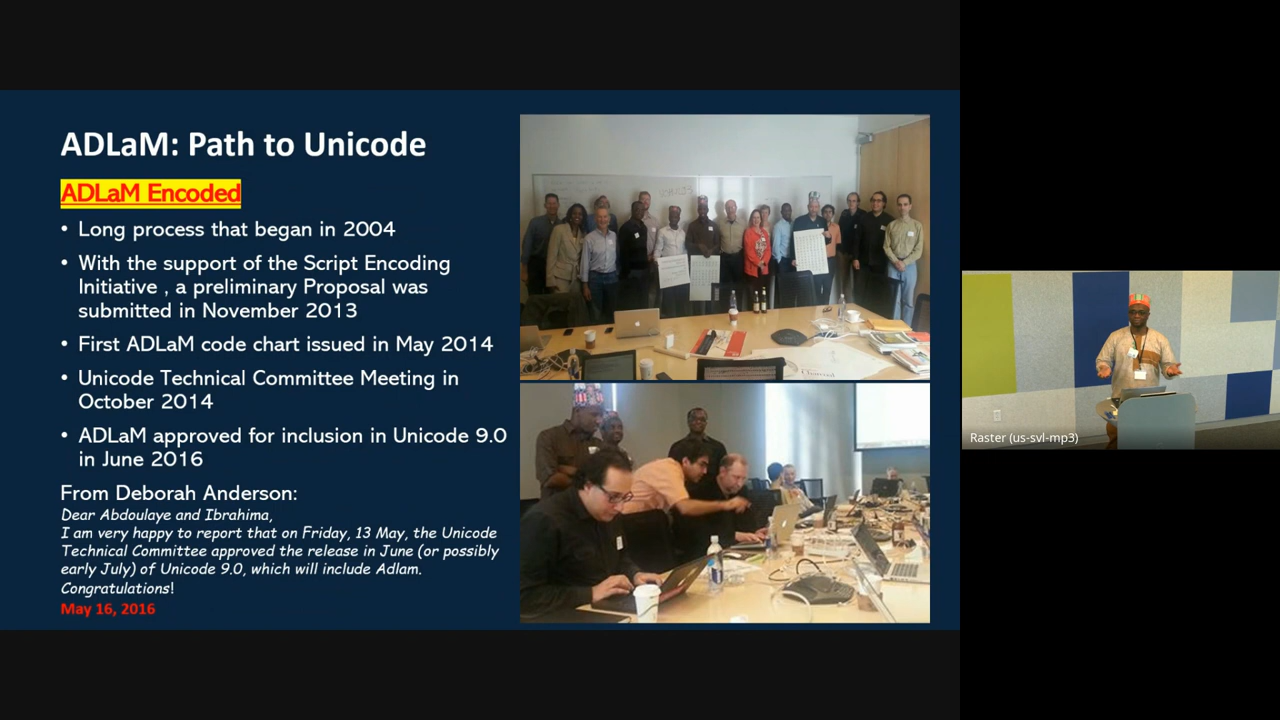 ADLaM: Path to Unicode
ADLaM Encoded
• Long process that began in 2004
• With the support of the Script Encoding
Initiative , a preliminary Proposal was
submitted in November 2013
• First ADLaM code chart issued in May 2014
• Unicode Technical Committee Meeting in
October 2014
• ADLaM approved for inclusion in Unicode 9.0
in June 2016
From Deborah Anderson:
Dear Abdoulaye and Ibrahima,
I am very happy to report that on Friday, 13 May, the Unicode
Technical Committee approved the release in June (or possibly
early July) of Unicode 9.0, which will include Adlam.
Congratulations!
May 16, 2016
Raster (us-svl-mp3)